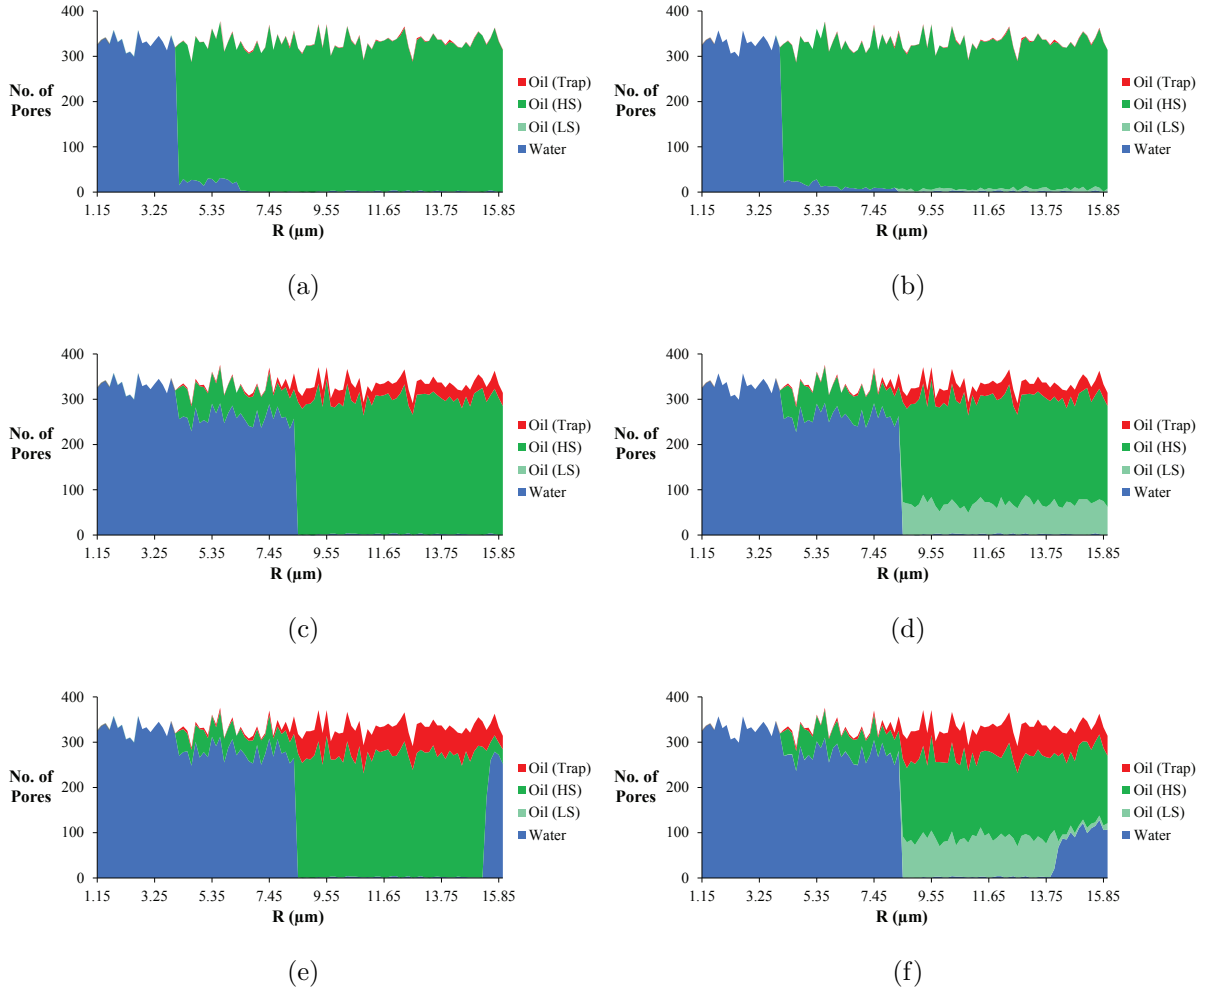 400
300
200
100
0
No. of
Pores
1.15 3.25 5.35 7.45 9.55 11.65 13.75 15.85
R (µm)
Oil (Trap)
Oil (HS)
Oil (LS)
Water
(a)
400
300
200
100
0
No. of
Pores
1.15 3.25 5.35 7.45 9.55 11.65 13.75 15.85
R (µm)
Oil (Trap)
Oil (HS)
Oil (LS)
Water
(b)
400
300
200
100
0
No. of
Pores
1.15 3.25 5.35 7.45 9.55 11.65 13.75 15.85
R (µm)
Oil (Trap)
Oil (HS)
Oil (LS)
Water
(c)
400
300
200
100
0
No. of
Pores
1.15 3.25 5.35 7.45 9.55 11.65 13.75 15.85
R (µm)
Oil (Trap)
Oil (HS)
Oil (LS)
Water
(d)
400
300
200
100
0
No. of
Pores
1.15 3.25 5.35 7.45 9.55 11.65 13.75 15.85
R (µm)
Oil (Trap)
Oil (HS)
Oil (LS)
Water
(e)
400
300
200
100
0
No. of
Pores
1.15 3.25 5.35 7.45 9.55 11.65 13.75 15.85
R (µm)
Oil (Trap)
Oil (HS)
Oil (LS)
Water
(f)